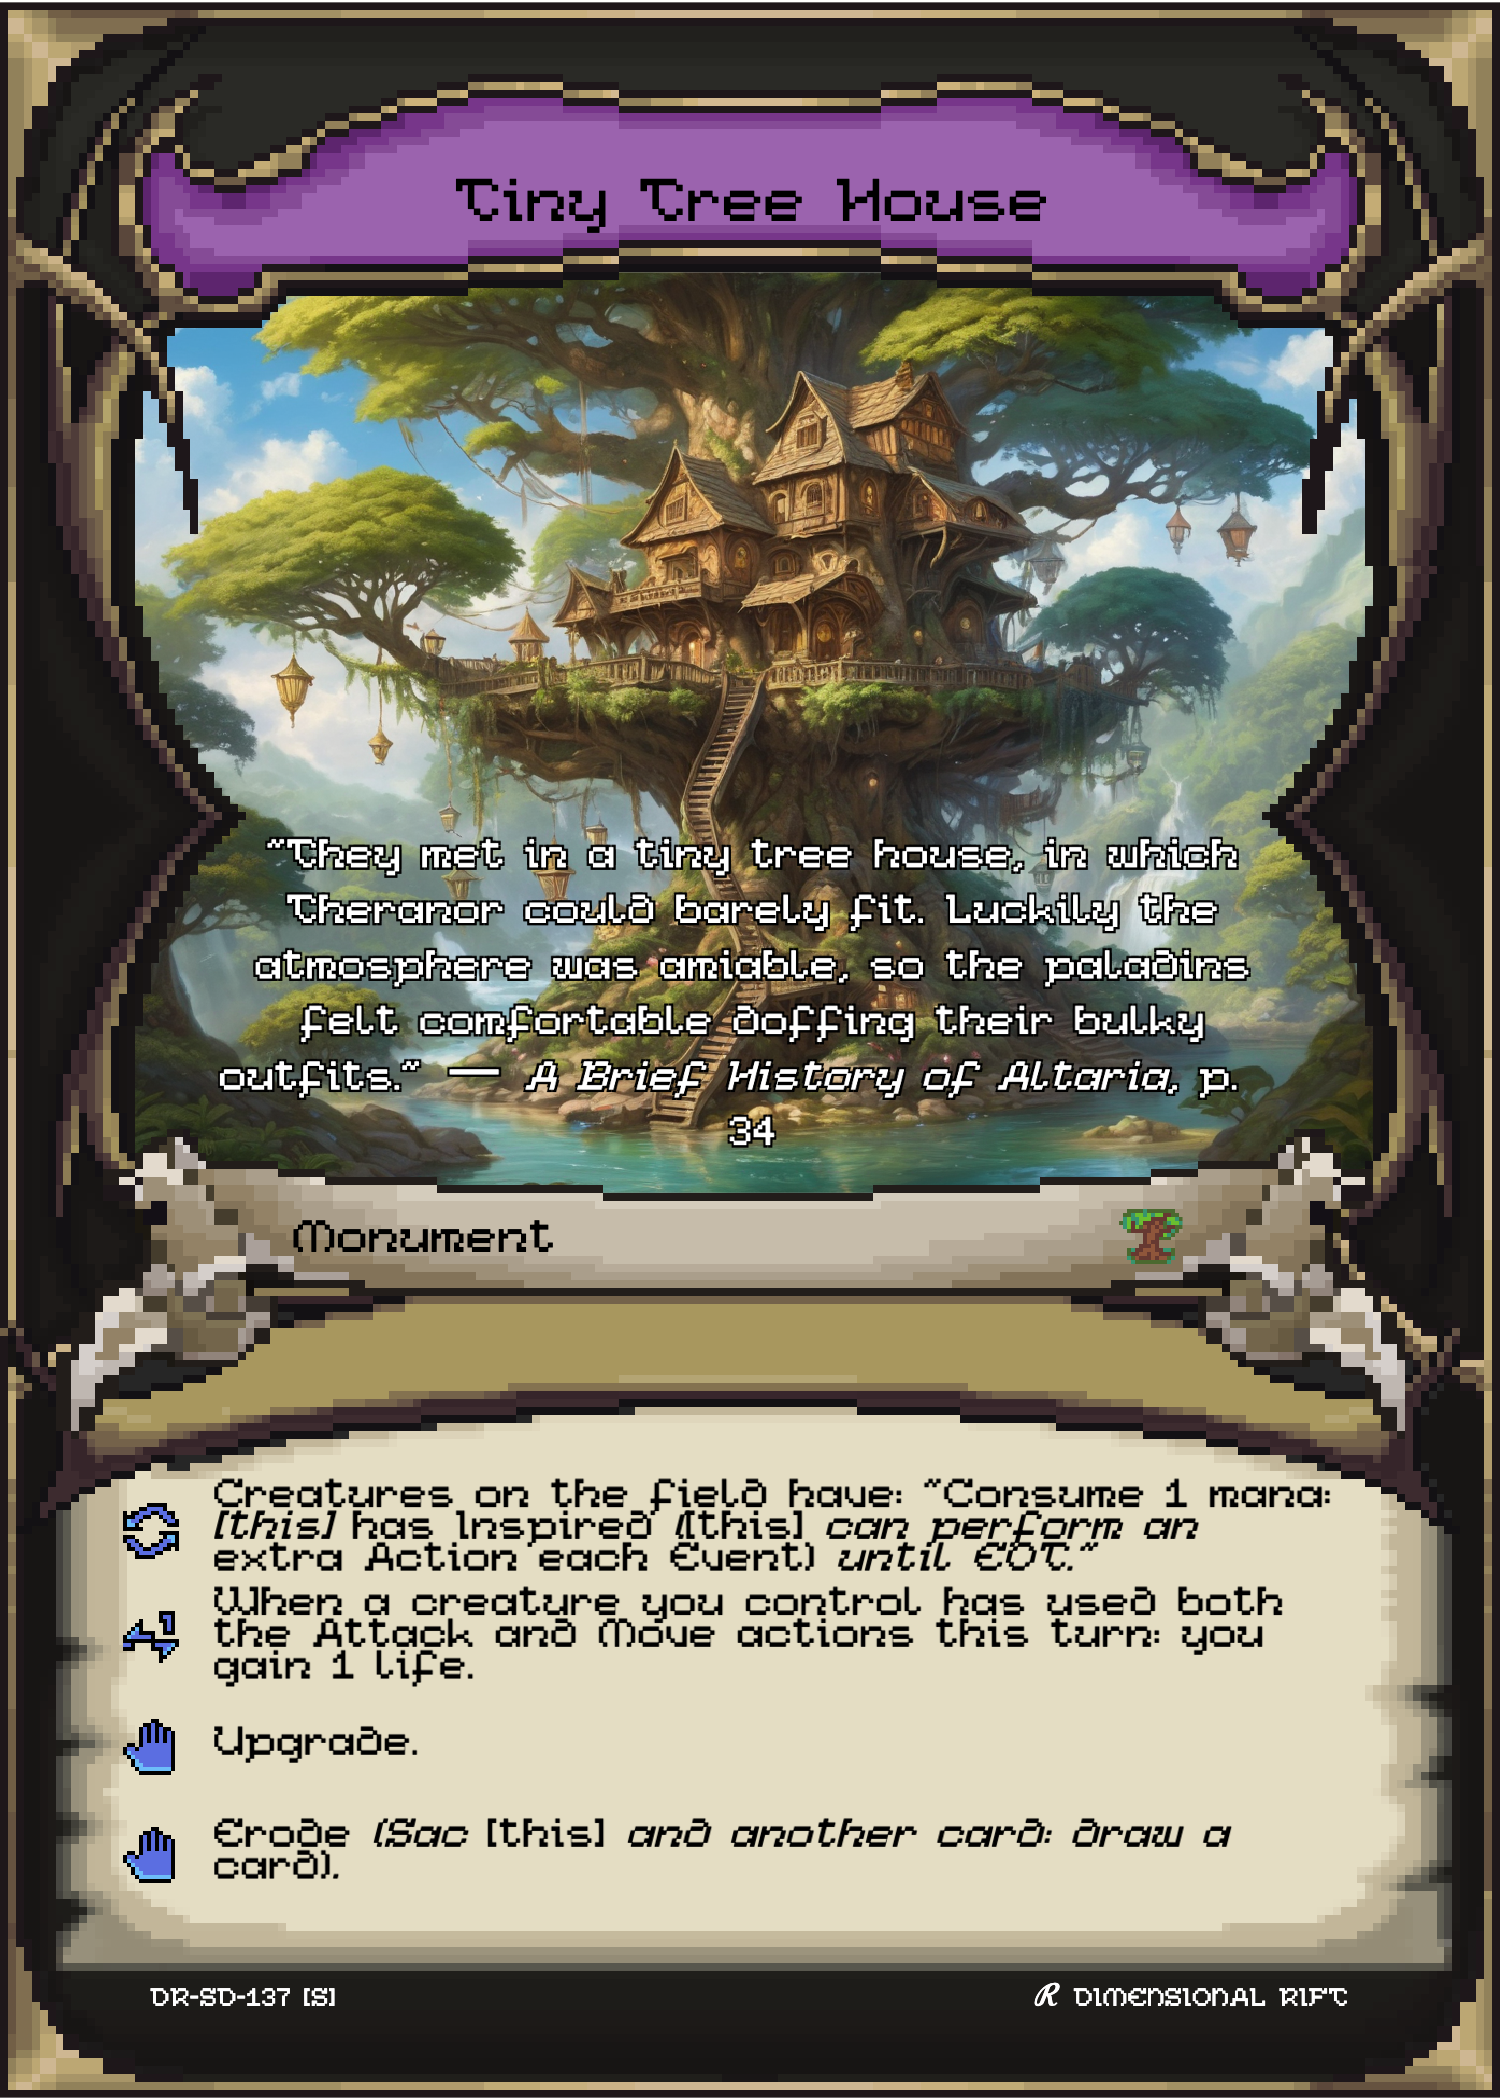 Tiny Tree House
“They met in a tiny tree house, in which
Theranor could barely fit. Luckily the
atmosphere was amiable, so the paladins
felt comfortable doffing their bulky
outfits.” — A Brief History of Altaria, p.
34
Monument
Creatures on the field have: “Consume 1 mana:
[this] has Inspired ([this] can perform an
extra Action each Event) until EOT.”
When a creature you control has used both
the Attack and Move actions this turn: you
gain 1 life.
Upgrade.
Erode (Sac [this] and another card: draw a
card).
DR-SD-137 [S]
R DIMENSIONAL RIFT